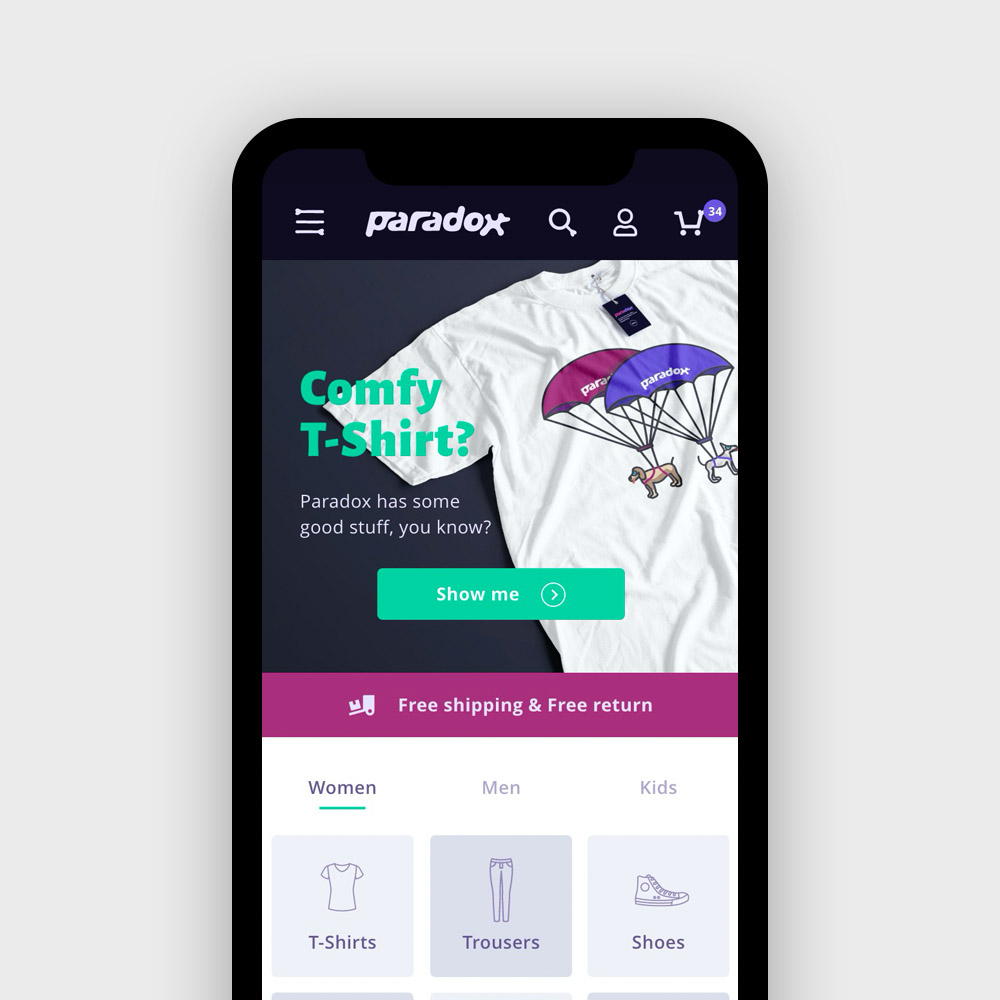 paradox
34
paradox
Comfy
T-Shirt?
paradox
Paradox has some
good stuff, you know?
Show me
Free shipping & Free return
Women
Men
Kids
T-Shirts
Trousers
Shoes